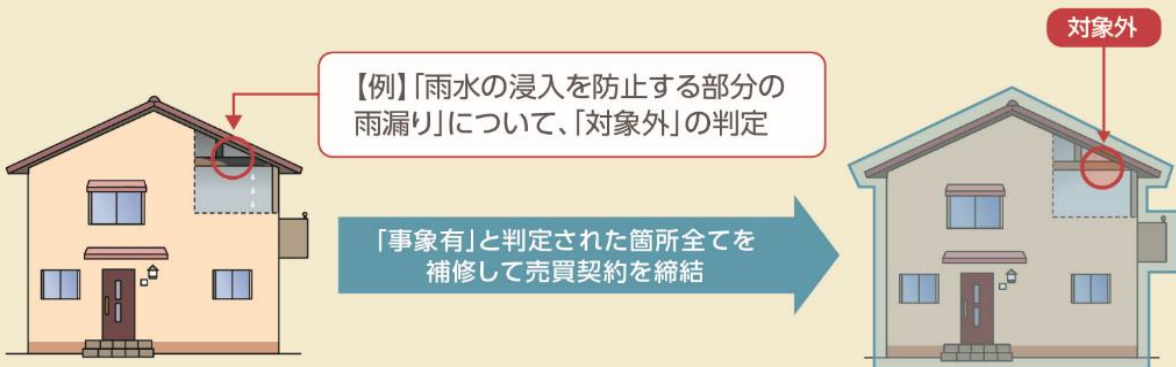 対象外
【例】「雨水の浸入を防止する部分の
雨漏り」について、「対象外」の判定
「事象有」と判定された箇所全てを
補修して売買契約を締結